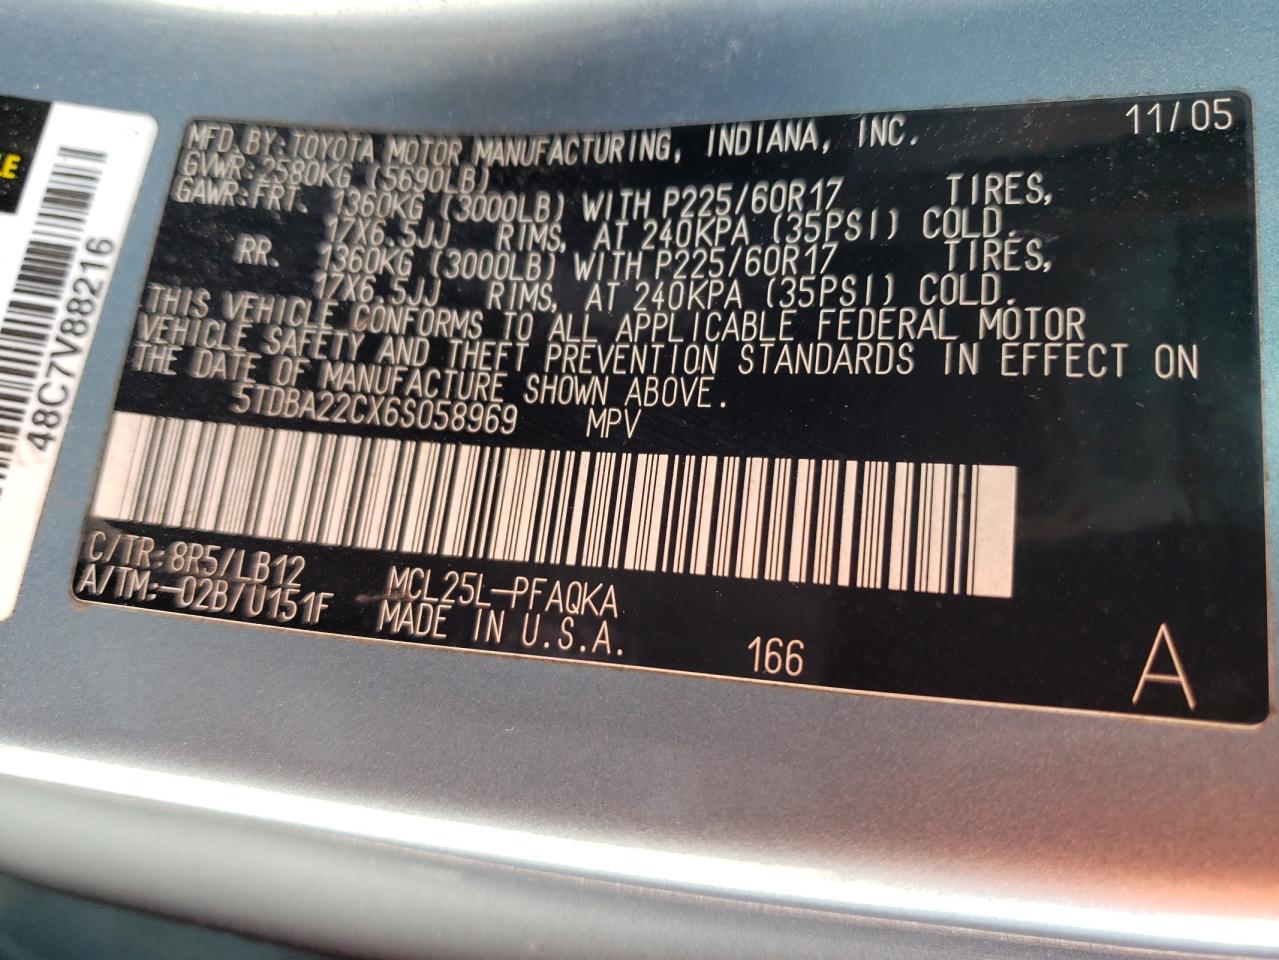 LE
48C7V88216
11/05
MFD.BY:TOYOTA MOTOR MANUFACTURING, INDIANA, INC.
GVWR:2580KG (5690LB)
GAWR:FRT. 1360KG (3000LB) WITH P225/60R17 TIRES,
17X6.5JJ RIMS, AT 240KPA (35PSI) COLD.
RR. 1360KG (3000LB) WITH P225/60R17 TIRES,
17X6.5JJ RIMS, AT 240KPA (35PSI) COLD.
THIS VEHICLE CONFORMS TO ALL APPLICABLE FEDERAL MOTOR
VEHICLE SAFETY AND THEFT PREVENTION STANDARDS IN EFFECT ON
THE DATE OF MANUFACTURE SHOWN ABOVE.
5TDBA22CX6S058969 MPV
C/TR:8R5/LB12 MCL25L-PFAQKA
A/TM:-02B/U151F MADE IN U.S.A.
166
A